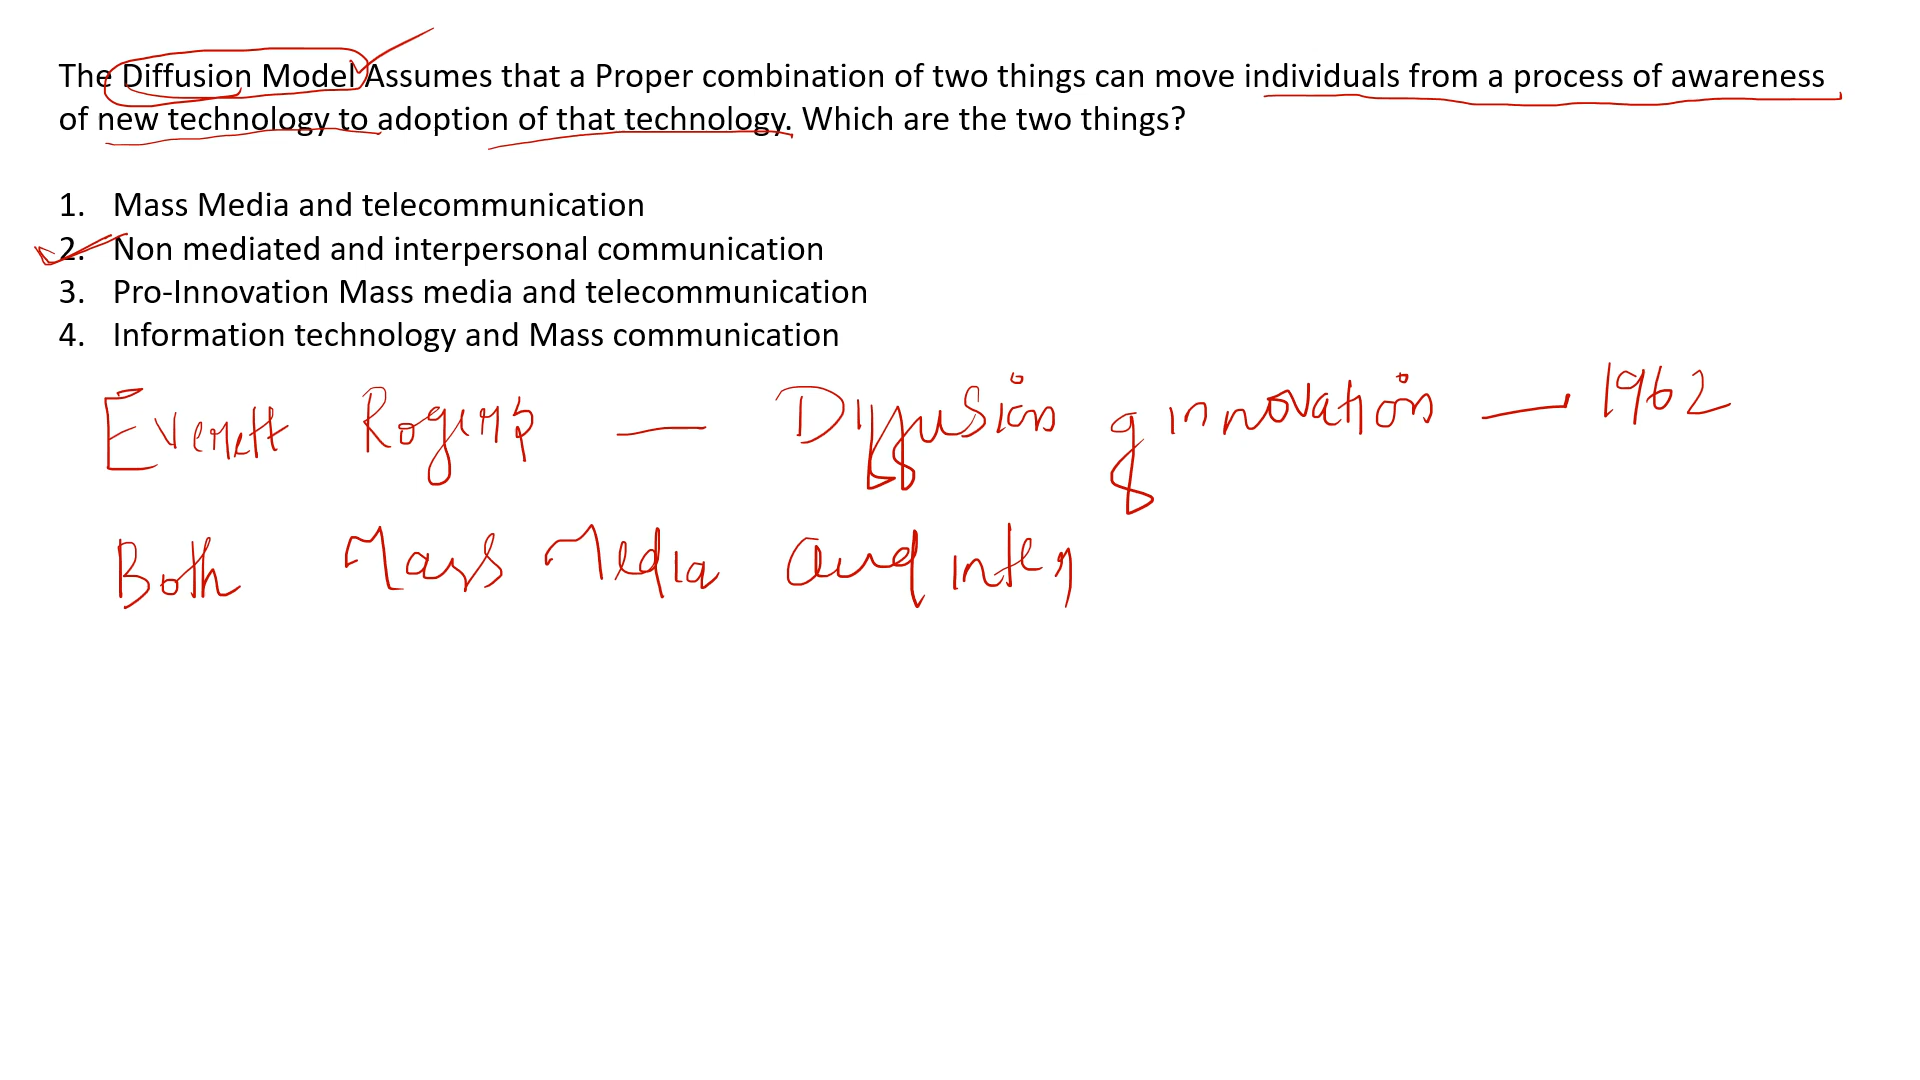 The Diffusion Model Assumes that a Proper combination of two things can move individuals from a process of awareness
of new technology to adoption of that technology. Which are the two things?
1. Mass Media and telecommunication
2. Non mediated and interpersonal communication
3. Pro-Innovation Mass media and telecommunication
4. Information technology and Mass communication
Everett Rogers — Diffusion of innovation — 1962
Both Mass Media and inter